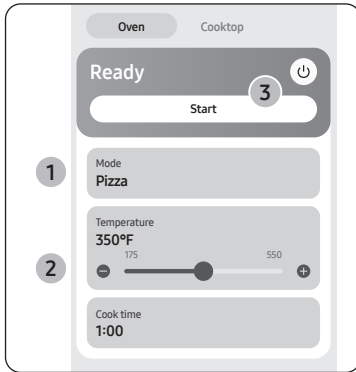 Oven Cooktop
Ready
3
Start
1
Mode
Pizza
Temperature
350°F
175 550
2
Cook time
1:00